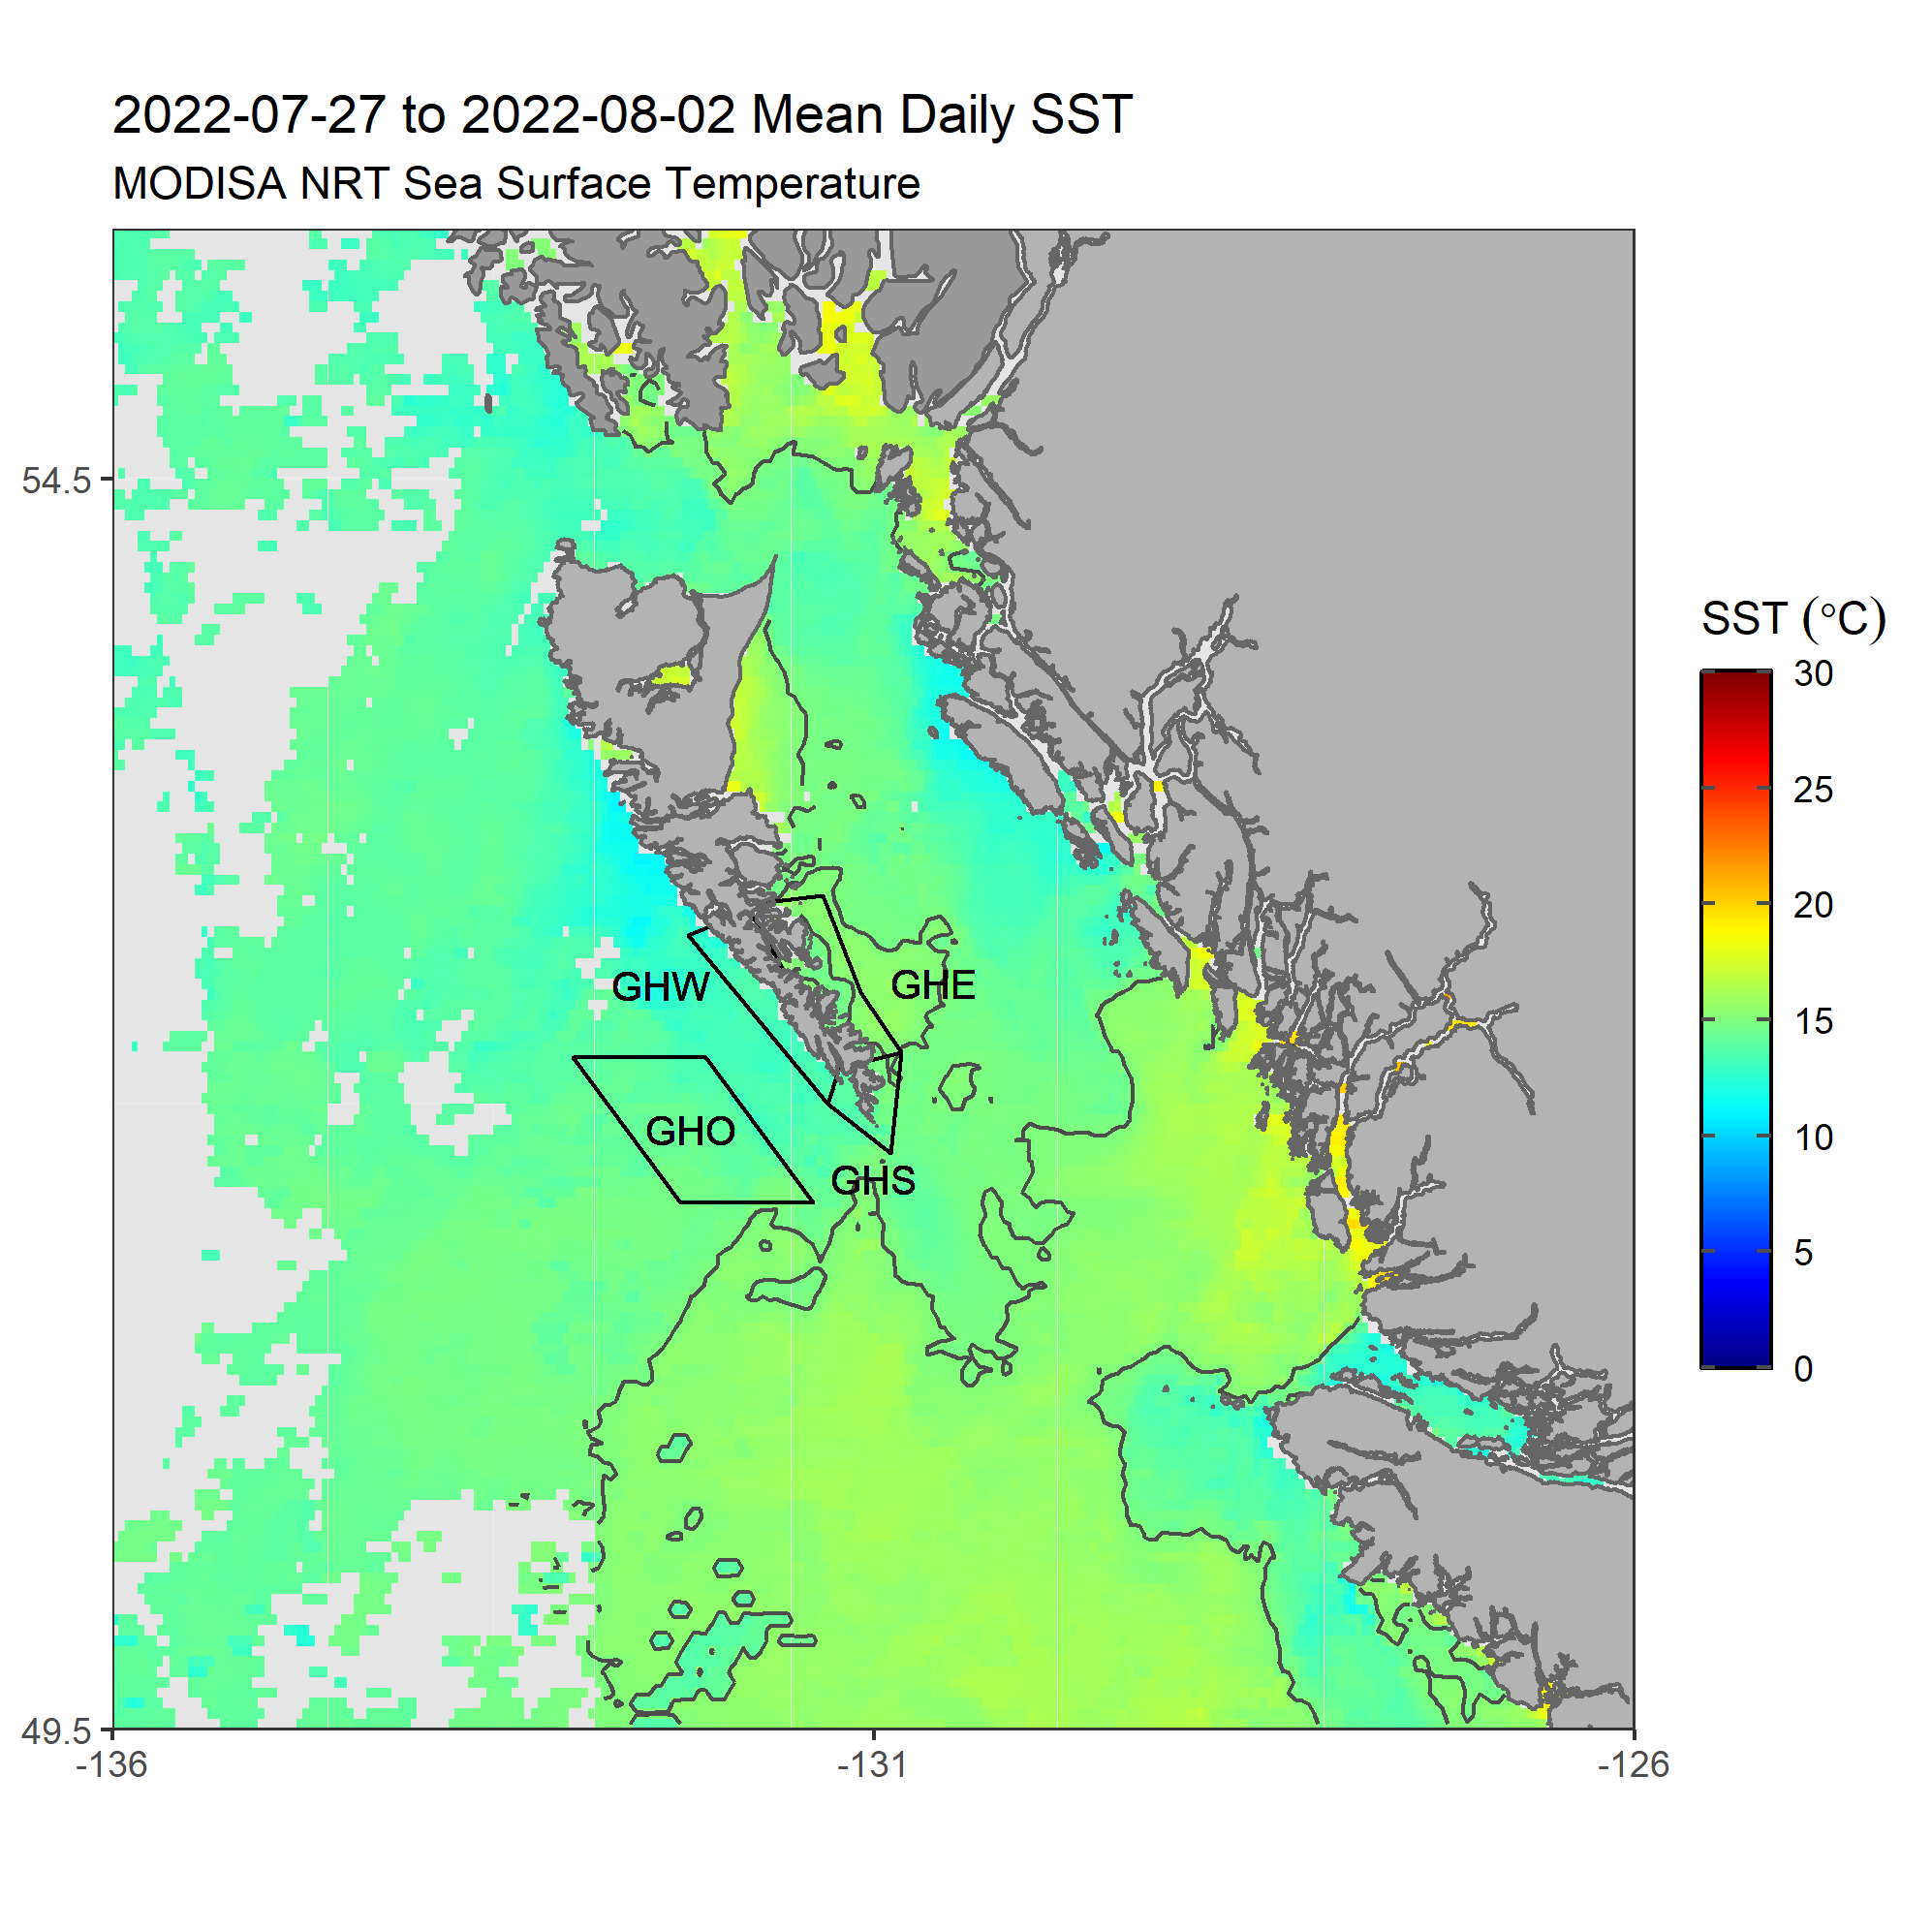 2022-07-27 to 2022-08-02 Mean Daily SST
MODISA NRT Sea Surface Temperature
54.5
49.5
-136
-131
-126
GHW
GHE
GHO
GHS
SST (°C)
30
25
20
15
10
5
0